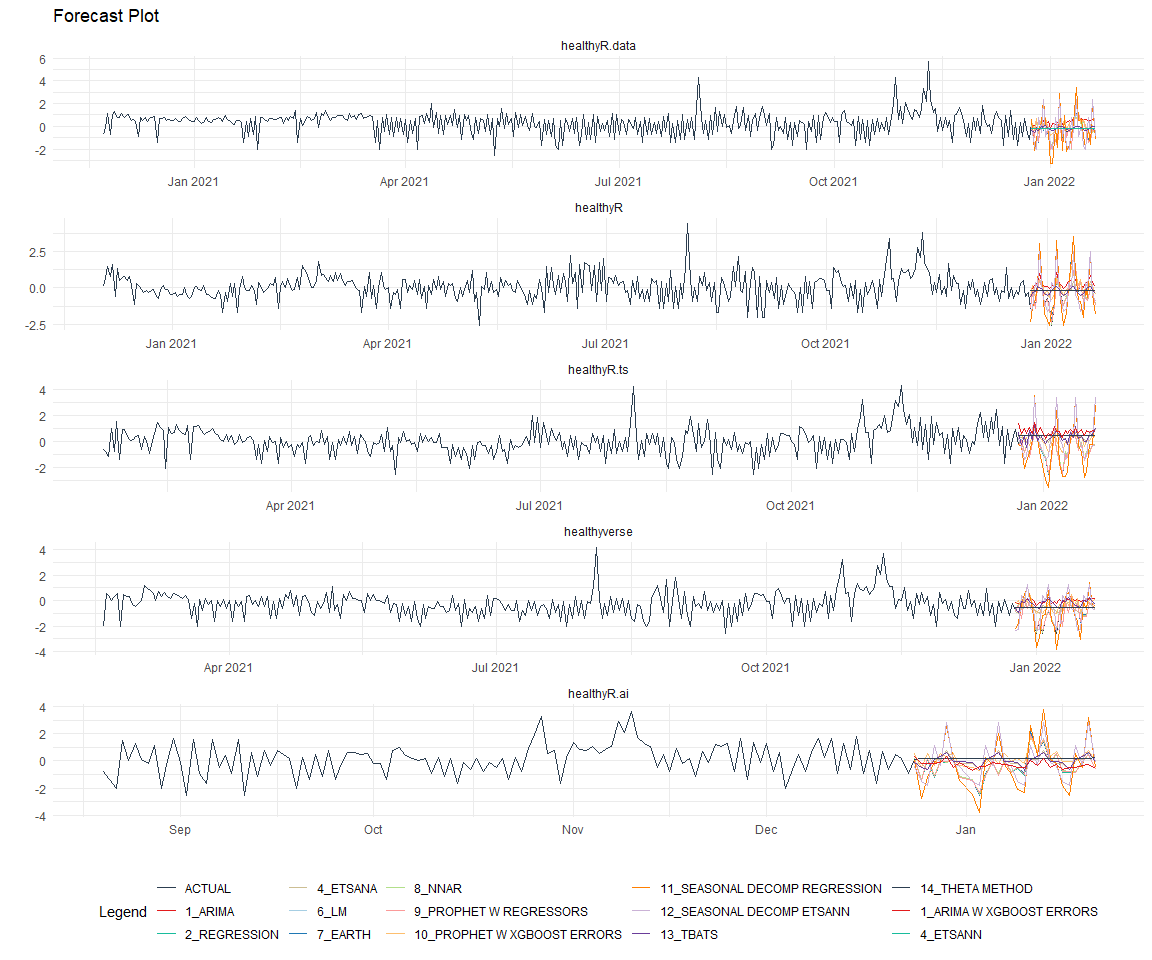 Forecast Plot
healthyR.data
6
4
2
0
-2
Jan 2021 Apr 2021 Jul 2021 Oct 2021 Jan 2022
healthyR
2.5
0.0
-2.5
Jan 2021 Apr 2021 Jul 2021 Oct 2021 Jan 2022
healthyR.ts
4
2
0
-2
Apr 2021 Jul 2021 Oct 2021 Jan 2022
healthyverse
4
2
0
-2
-4
Apr 2021 Jul 2021 Oct 2021 Jan 2022
healthyR.ai
4
2
0
-2
-4
Sep Oct Nov Dec Jan
ACTUAL 4_ETSANA 8_NNAR 11_SEASONAL DECOMP REGRESSION 14_THETA METHOD
Legend 1_ARIMA 6_LM 9_PROPHET W REGRESSORS 12_SEASONAL DECOMP ETSANN 1_ARIMA W XGBOOST ERRORS
2_REGRESSION 7_EARTH 10_PROPHET W XGBOOST ERRORS 13_TBATS 4_ETSANN